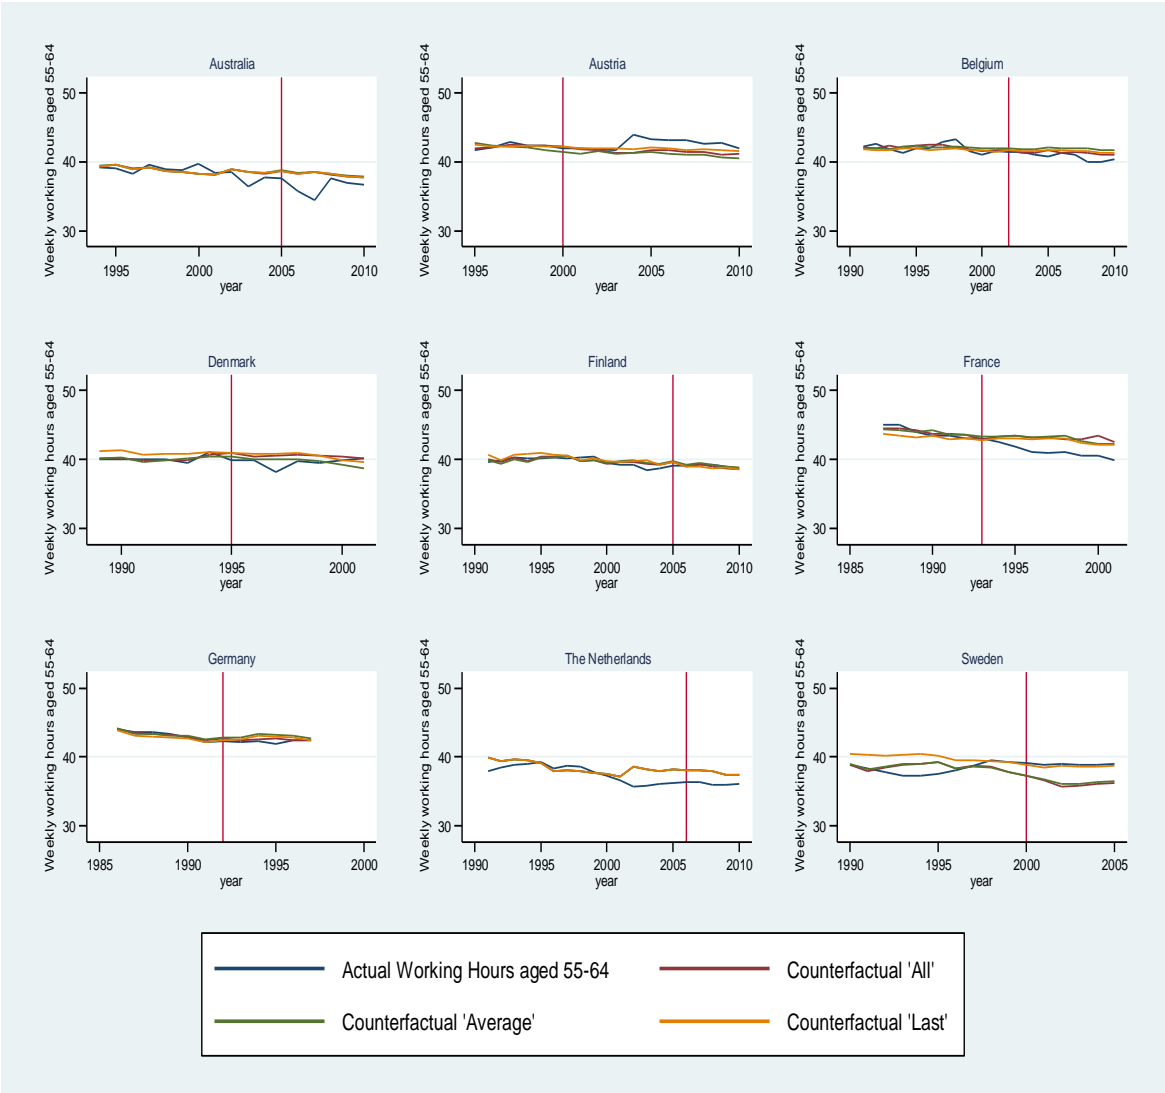 Australia
Weekly working hours aged 55-64
50
40
30
1995 2000 2005 2010
year
Austria
Weekly working hours aged 55-64
50
40
30
1995 2000 2005 2010
year
Belgium
Weekly working hours aged 55-64
50
40
30
1990 1995 2000 2005 2010
year
Denmark
Weekly working hours aged 55-64
50
40
30
1990 1995 2000
year
Finland
Weekly working hours aged 55-64
50
40
30
1990 1995 2000 2005 2010
year
France
Weekly working hours aged 55-64
50
40
30
1985 1990 1995 2000
year
Germany
Weekly working hours aged 55-64
50
40
30
1985 1990 1995 2000
year
The Netherlands
Weekly working hours aged 55-64
50
40
30
1990 1995 2000 2005 2010
year
Sweden
Weekly working hours aged 55-64
50
40
30
1990 1995 2000 2005
year
Actual Working Hours aged 55-64
Counterfactual 'All'
Counterfactual 'Average'
Counterfactual 'Last'